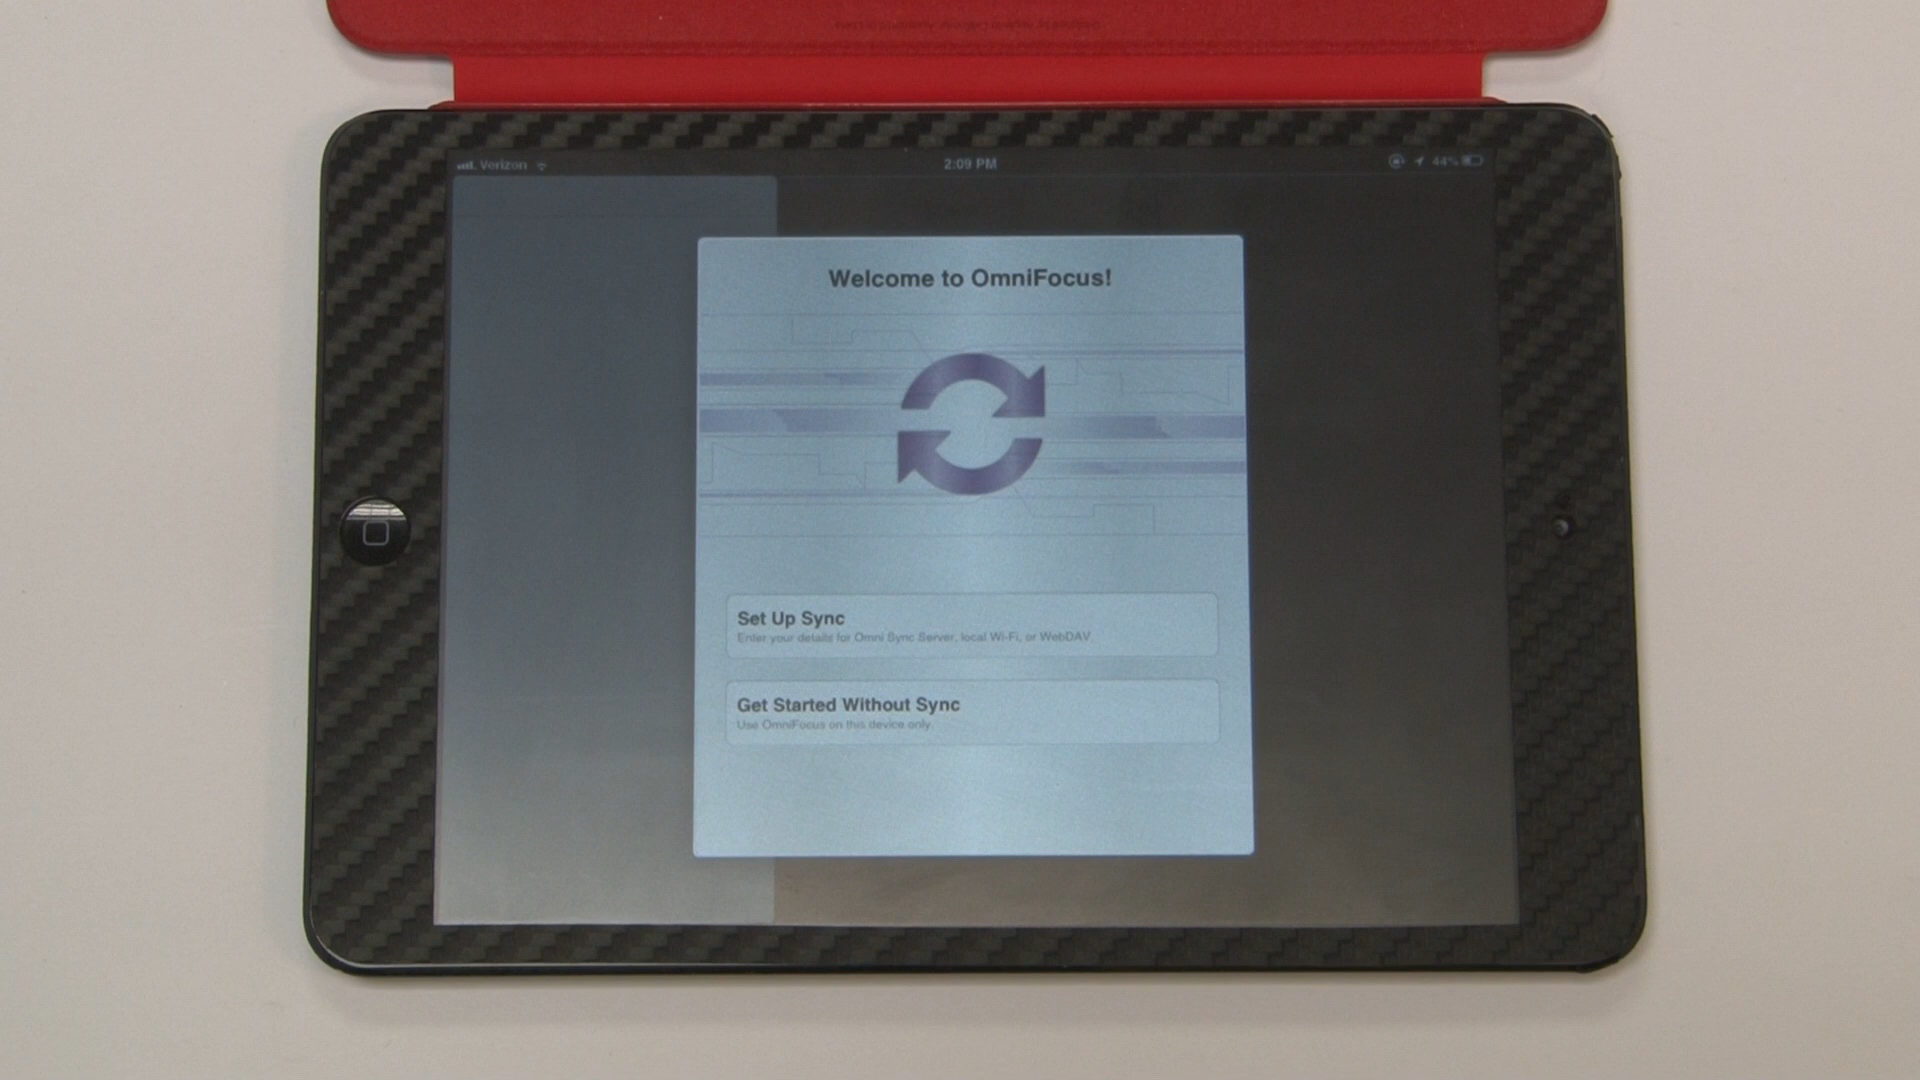 Verizon 2:09 PM 44%
Welcome to OmniFocus!
Set Up Sync
Enter your details for Omni Sync Server, local Wi-Fi, or WebDAV
Get Started Without Sync
Use OmniFocus on this device only.